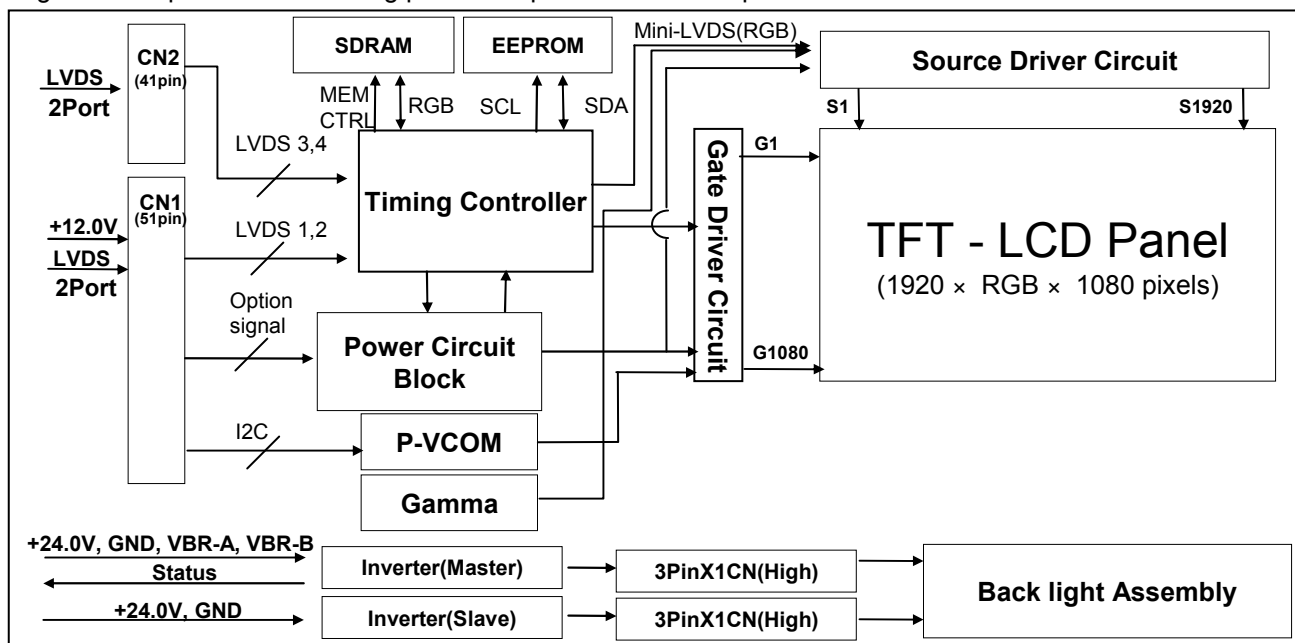 SDRAM
EEPROM
Mini-LVDS(RGB)
CN2
(41pin)
LVDS
2Port
MEM
CTRL
RGB
SCL
SDA
Source Driver Circuit
S1
S1920
LVDS 3,4
Timing Controller
Gate Driver Circuit
G1
CN1
(51pin)
+12.0V
LVDS
2Port
LVDS 1,2
TFT - LCD Panel
(1920 × RGB × 1080 pixels)
Option
signal
Power Circuit
Block
G1080
I2C
P-VCOM
Gamma
+24.0V, GND, VBR-A, VBR-B
Status
Inverter(Master)
3PinX1CN(High)
Back light Assembly
+24.0V, GND
Inverter(Slave)
3PinX1CN(High)